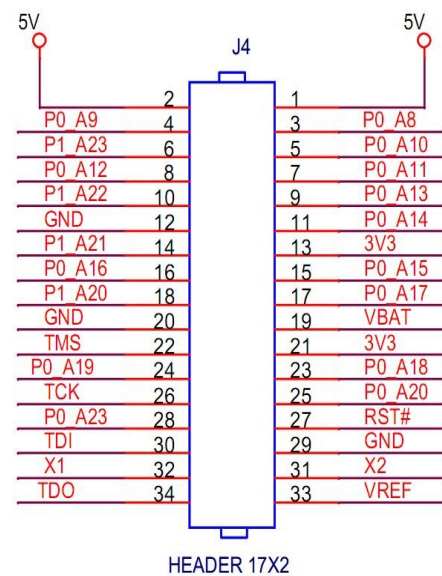 5V 5V
J4
2 1
P0_A9 4 3 P0_A8
P1_A23 6 5 P0_A10
P0_A12 8 7 P0_A11
P1_A22 10 9 P0_A13
GND 12 11 P0_A14
P1_A21 14 13 3V3
P0_A16 16 15 P0_A15
P1_A20 18 17 P0_A17
GND 20 19 VBAT
TMS 22 21 3V3
P0_A19 24 23 P0_A18
TCK 26 25 P0_A20
P0_A23 28 27 RST#
TDI 30 29 GND
X1 32 31 X2
TDO 34 33 VREF
HEADER 17X2